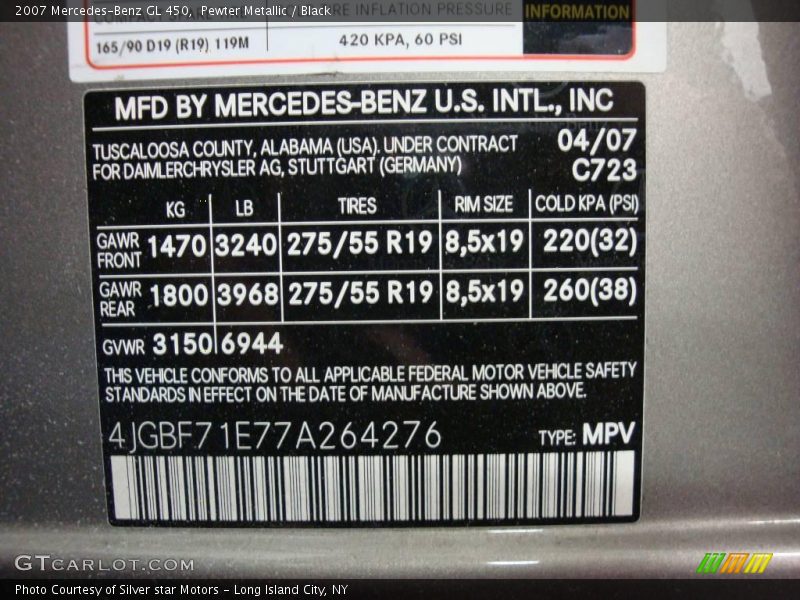 2007 Mercedes-Benz GL 450, Pewter Metallic / Black
INFLATION PRESSURE
INFORMATION
165/90 D19 (R19) 119M 420 KPA, 60 PSI
MFD BY MERCEDES-BENZ U.S. INTL., INC
TUSCALOOSA COUNTY, ALABAMA (USA). UNDER CONTRACT 04/07
FOR DAIMLERCHRYSLER AG, STUTTGART (GERMANY) C723
KG LB TIRES RIM SIZE COLD KPA (PSI)
GAWR FRONT 1470 3240 275/55 R19 8,5x19 220(32)
GAWR REAR 1800 3968 275/55 R19 8,5x19 260(38)
GVWR 3150 6944
THIS VEHICLE CONFORMS TO ALL APPLICABLE FEDERAL MOTOR VEHICLE SAFETY
STANDARDS IN EFFECT ON THE DATE OF MANUFACTURE SHOWN ABOVE.
4JGBF71E77A264276 TYPE: MPV
GTCARLOT.COM
Photo Courtesy of Silver star Motors - Long Island City, NY